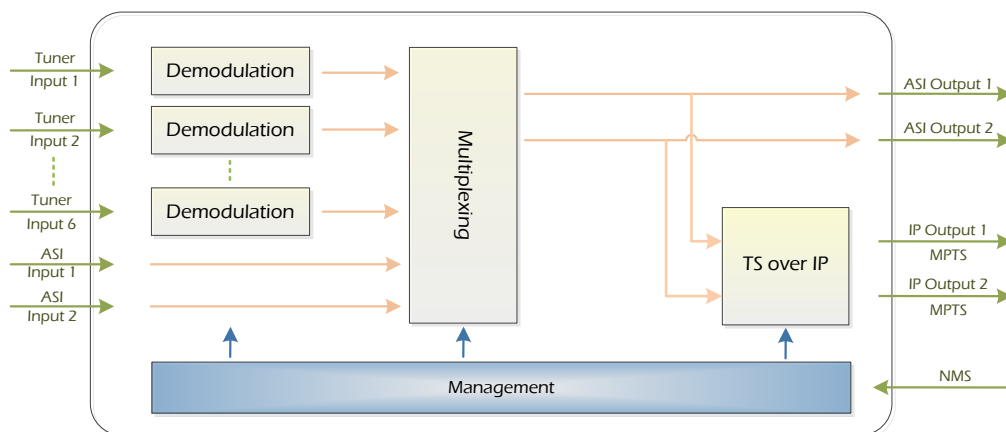 Tuner
Input 1
Demodulation
Tuner
Input 2
Demodulation
Tuner
Input 6
Demodulation
ASI
Input 1
ASI
Input 2
Multiplexing
ASI Output 1
ASI Output 2
TS over IP
IP Output 1
MPTS
IP Output 2
MPTS
Management
NMS